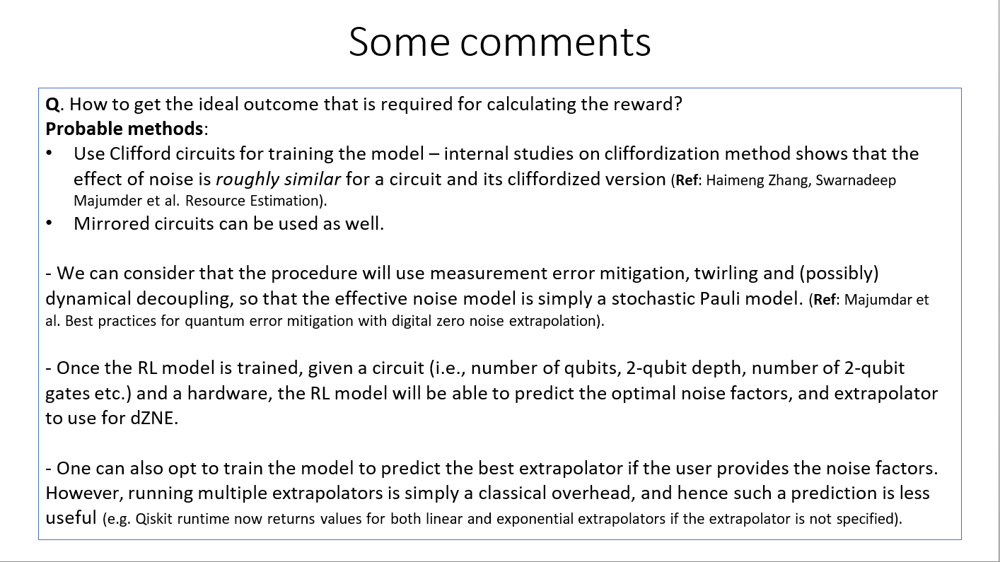 Some comments
Q. How to get the ideal outcome that is required for calculating the reward?
Probable methods:
• Use Clifford circuits for training the model – internal studies on cliffordization method shows that the
effect of noise is roughly similar for a circuit and its cliffordized version (Ref: Haimeng Zhang, Swarnadeep
Majumder et al. Resource Estimation).
• Mirrored circuits can be used as well.
- We can consider that the procedure will use measurement error mitigation, twirling and (possibly)
dynamical decoupling, so that the effective noise model is simply a stochastic Pauli model. (Ref: Majumdar et
al. Best practices for quantum error mitigation with digital zero noise extrapolation).
- Once the RL model is trained, given a circuit (i.e., number of qubits, 2-qubit depth, number of 2-qubit
gates etc.) and a hardware, the RL model will be able to predict the optimal noise factors, and extrapolator
to use for dZNE.
- One can also opt to train the model to predict the best extrapolator if the user provides the noise factors.
However, running multiple extrapolators is simply a classical overhead, and hence such a prediction is less
useful (e.g. Qiskit runtime now returns values for both linear and exponential extrapolators if the extrapolator is not specified).